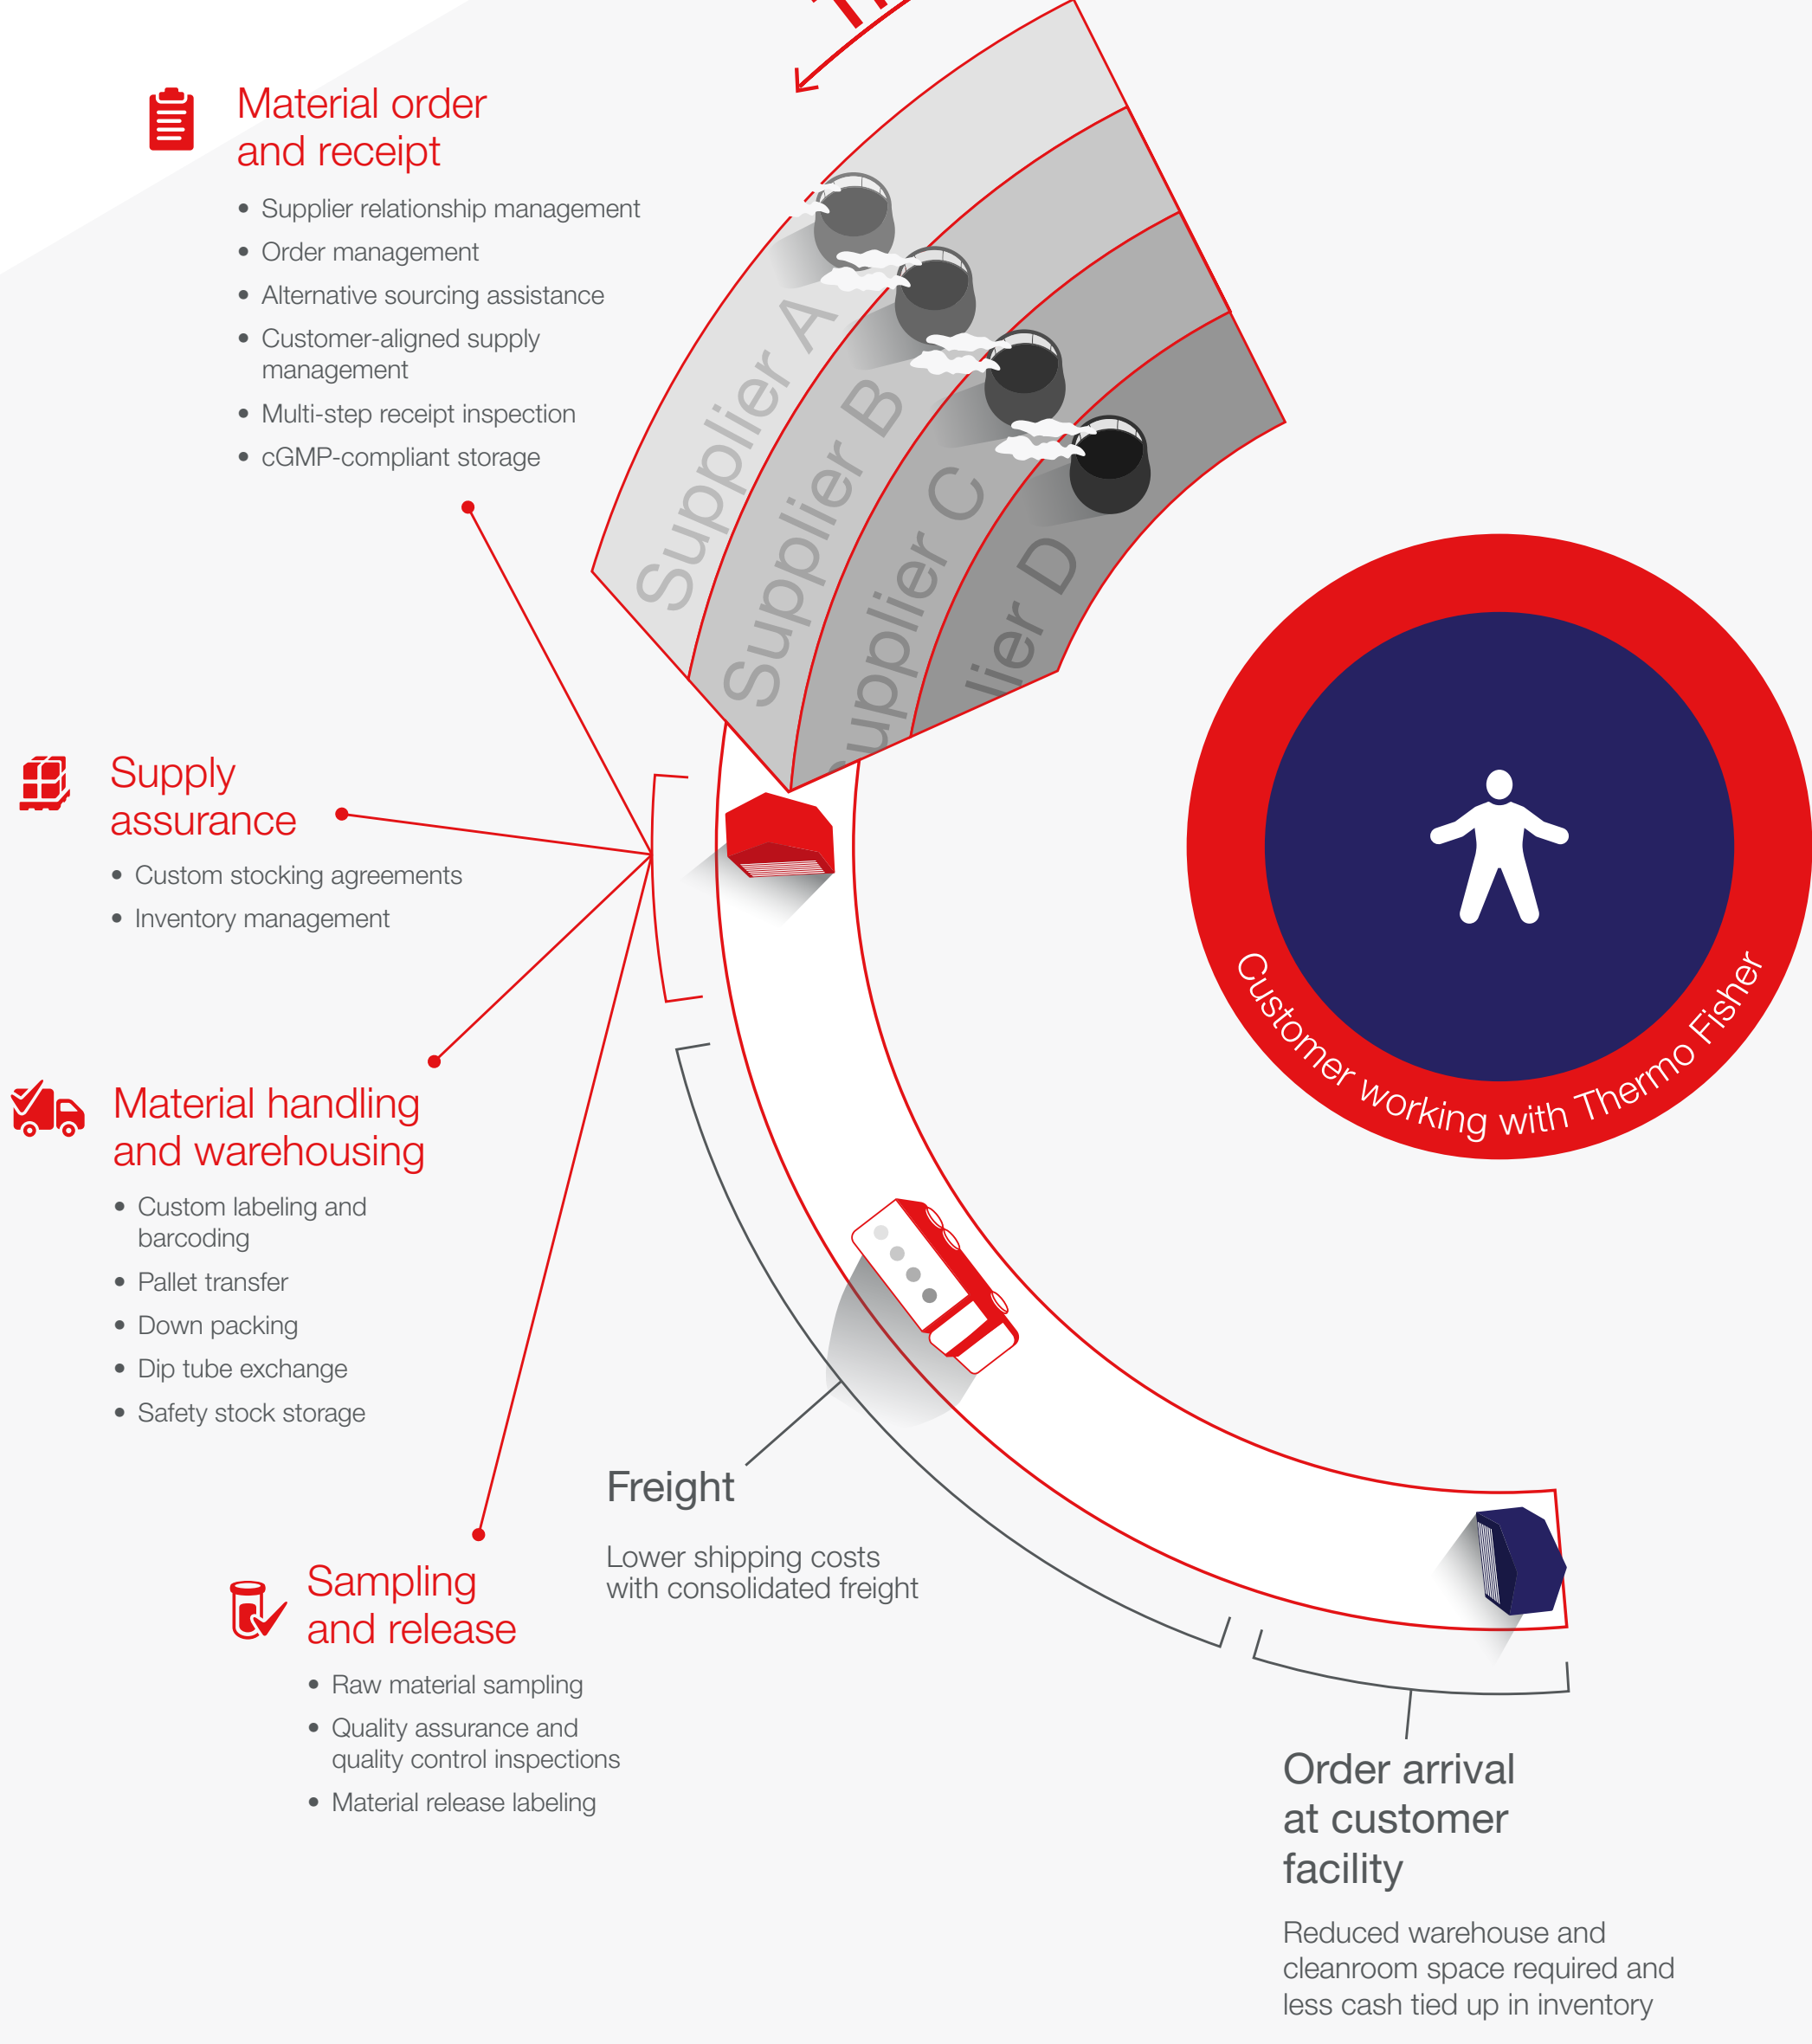 Material order
and receipt
• Supplier relationship management
• Order management
• Alternative sourcing assistance
• Customer-aligned supply
management
• Multi-step receipt inspection
• cGMP-compliant storage
Supplier A
Supplier B
upplier C
lier D
Supply
assurance
• Custom stocking agreements
• Inventory management
Customer working with Thermo Fisher
Material handling
and warehousing
• Custom labeling and
barcoding
• Pallet transfer
• Down packing
• Dip tube exchange
• Safety stock storage
Freight
Lower shipping costs
with consolidated freight
Sampling
and release
• Raw material sampling
• Quality assurance and
quality control inspections
• Material release labeling
Order arrival
at customer
facility
Reduced warehouse and
cleanroom space required and
less cash tied up in inventory